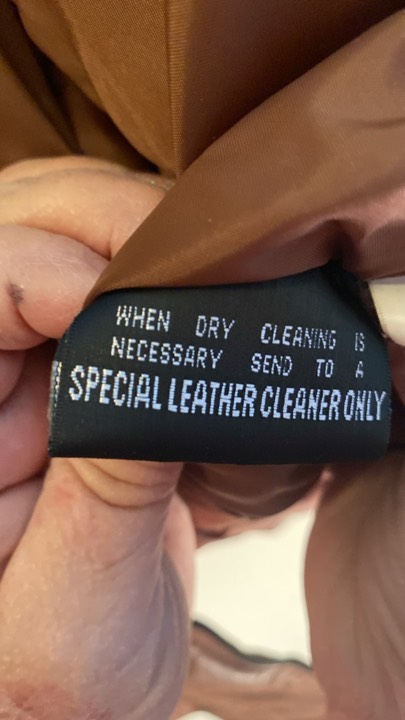 WHEN DRY CLEANING IS
NECESSARY SEND TO A
SPECIAL LEATHER CLEANER ONLY